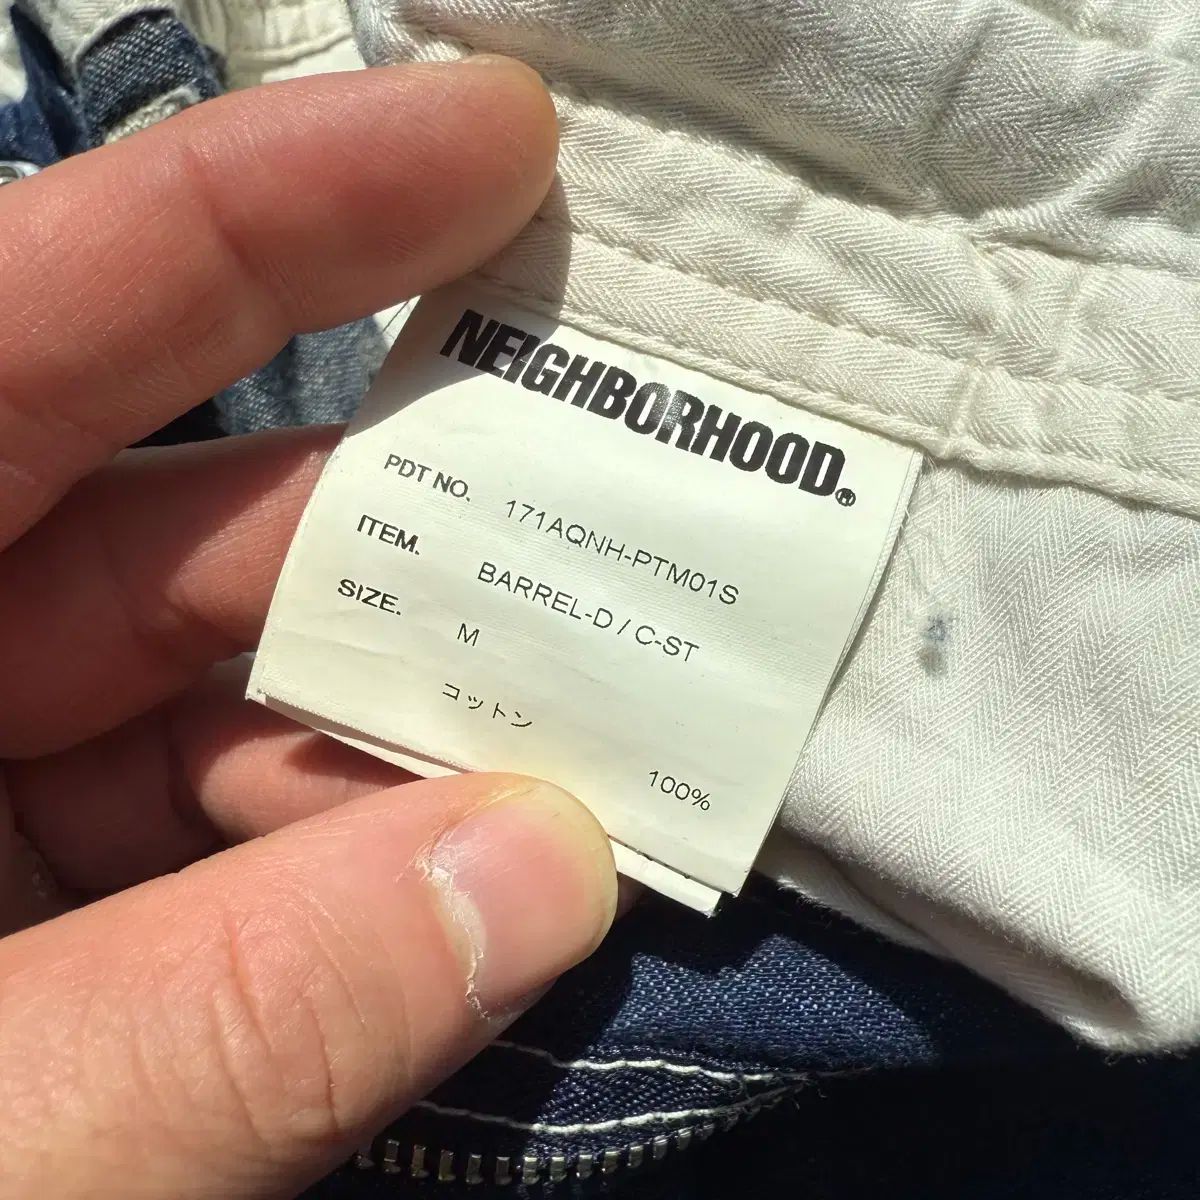 NEIGHBORHOOD®
PDT NO. 171AQNH-PTM01S
ITEM. BARREL-D / C-ST
SIZE. M
コットン 100%